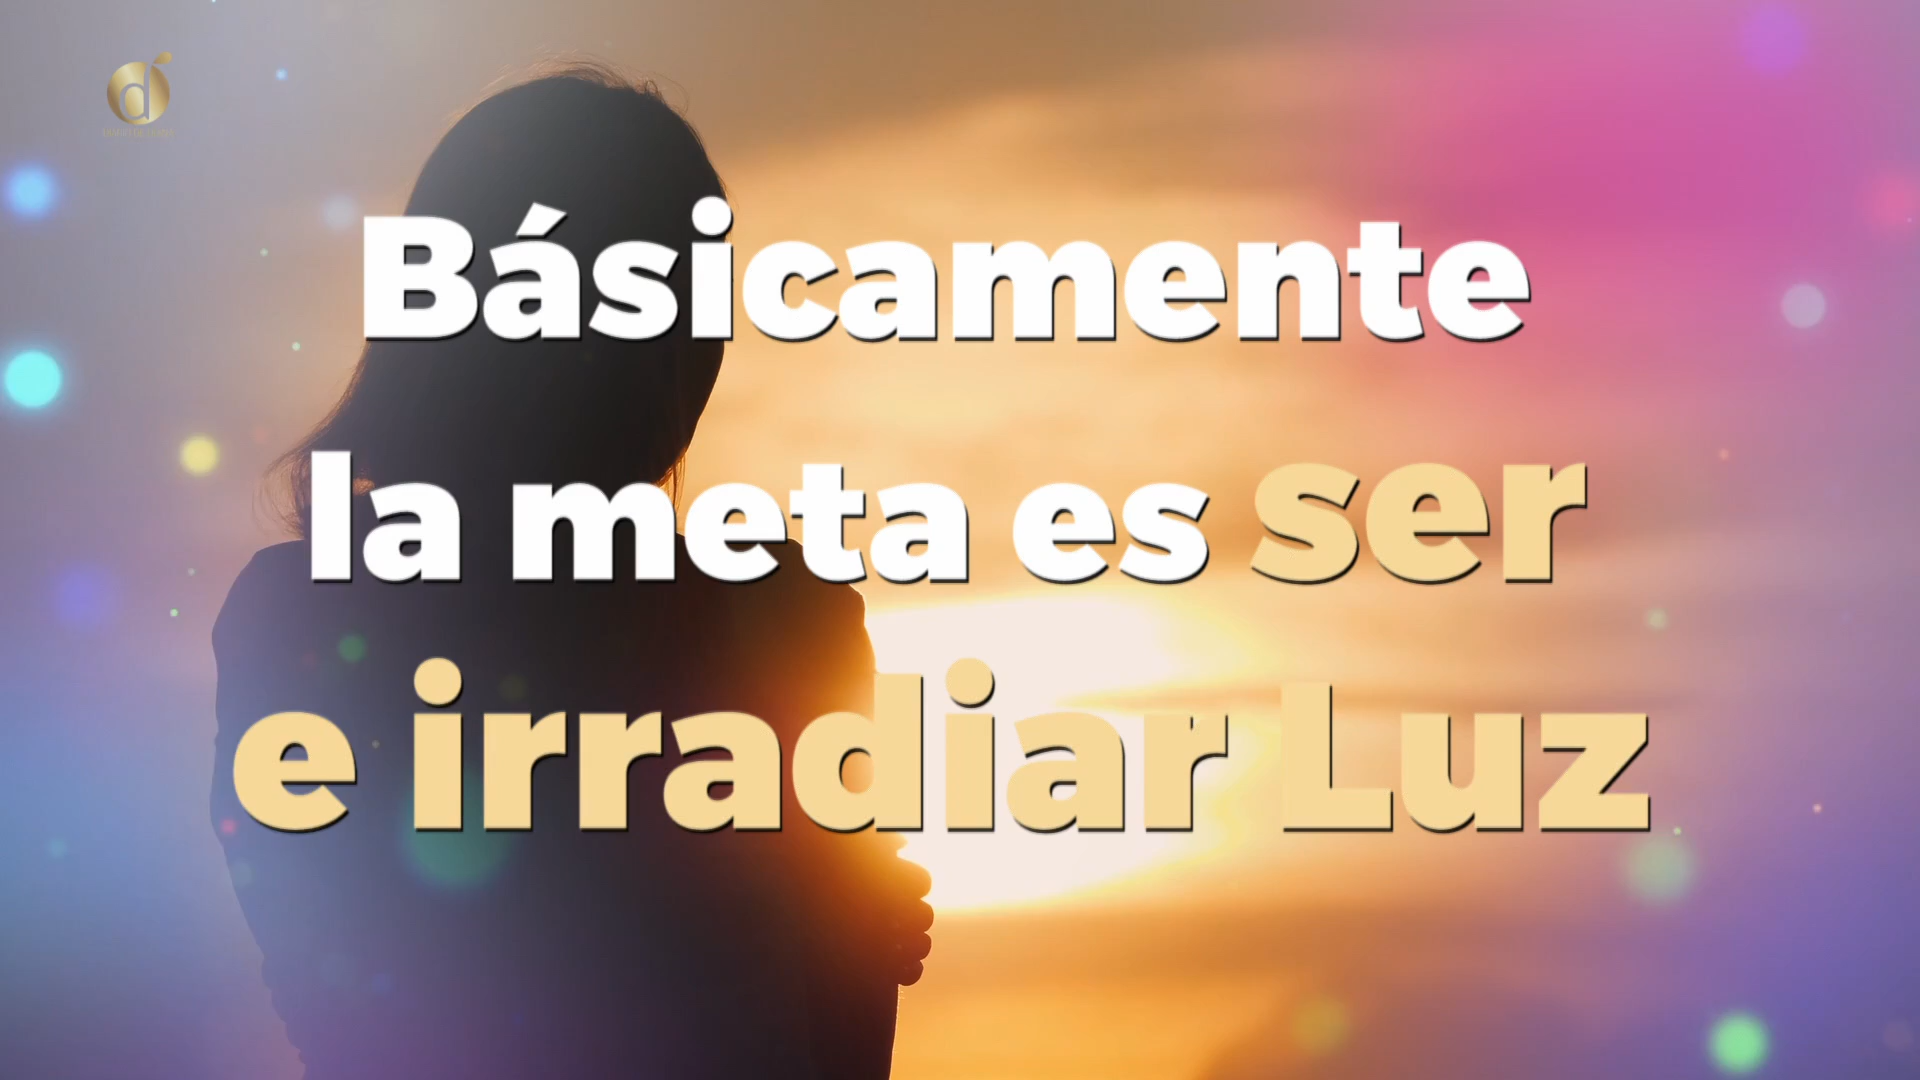 d
Básicamente
la meta es ser
e irradiar Luz